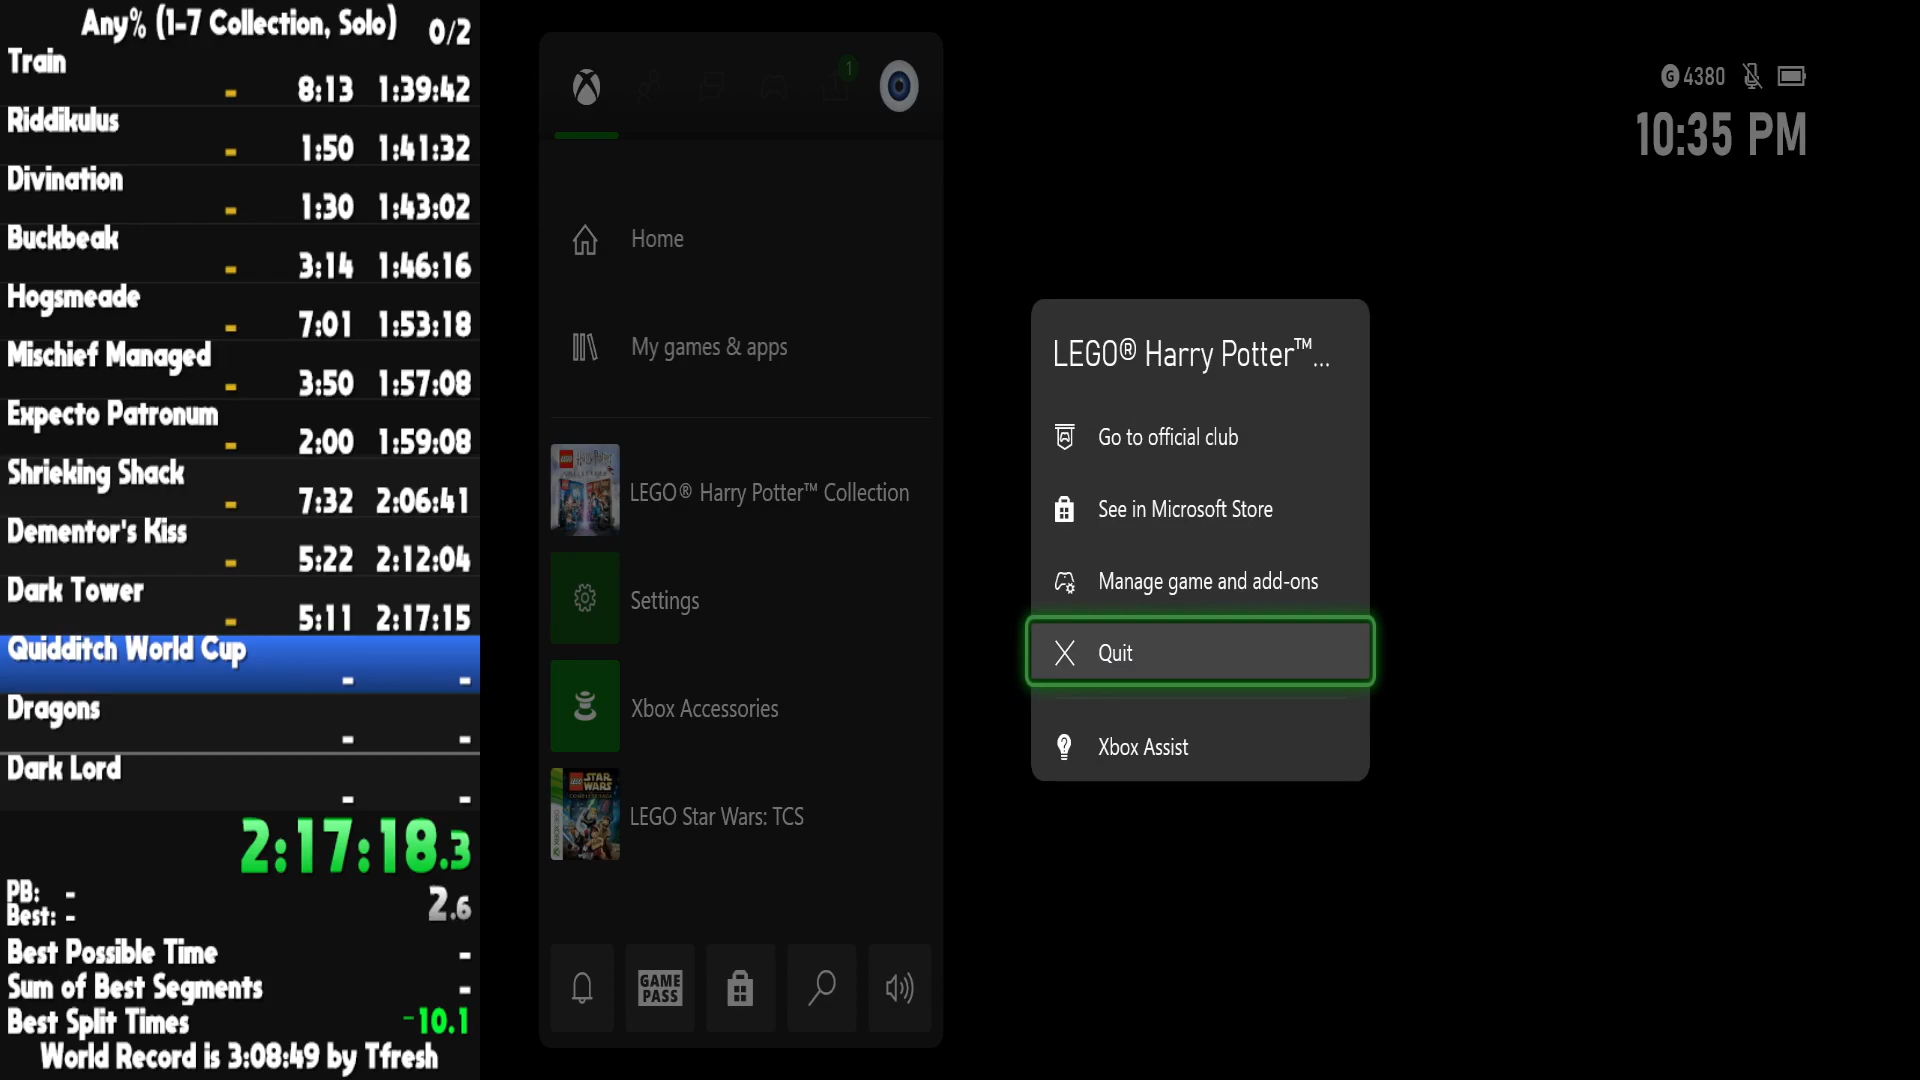 Any% (1-7 Collection, Solo) 0/2
Train
- 8:13 1:39:42
Riddikulus
- 1:50 1:41:32
Divination
- 1:30 1:43:02
Buckbeak
- 3:14 1:46:16
Hogsmeade
- 7:01 1:53:18
Mischief Managed
- 3:50 1:57:08
Expecto Patronum
- 2:00 1:59:08
Shrieking Shack
- 7:32 2:06:41
Dementor's Kiss
- 5:22 2:12:04
Dark Tower
- 5:11 2:17:15
Quidditch World Cup
- -
Dragons
- -
Dark Lord
- -
2:17:18.3
PB: -
Best: -
2.6
Best Possible Time -
Sum of Best Segments -
Best Split Times -10.1
World Record is 3:08:49 by Tfresh
1
Home
My games & apps
LEGO® Harry Potter™ Collection
Settings
Xbox Accessories
LEGO Star Wars: TCS
GAME
PASS
LEGO® Harry Potter™...
Go to official club
See in Microsoft Store
Manage game and add-ons
Quit
Xbox Assist
G 4380
10:35 PM